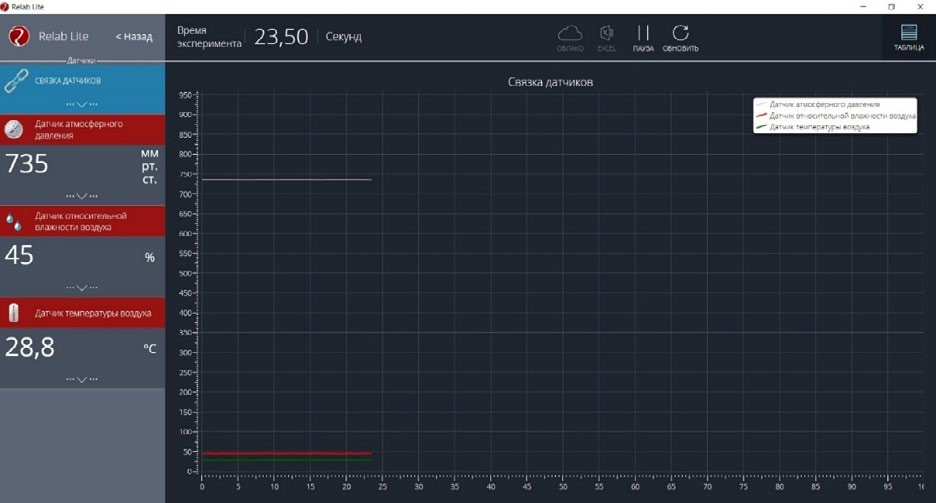 Relab Lite
Relab Lite
< Назад
Время
эксперимента
23,50
Секунд
ОБЛАКО
EXCEL
ПАУЗА
ОБНОВИТЬ
ТАБЛИЦА
Датчики
СВЯЗКА ДАТЧИКОВ
Датчик атмосферного
давления
735
мм
рт.
ст.
Датчик относительной
влажности воздуха
45
%
Датчик температуры воздуха
28,8
°C
Связка датчиков
Датчик атмосферного давления
Датчик относительной влажности воздуха
Датчик температуры воздуха
950
900
850
800
750
700
650
600
550
500
450
400
350
300
250
200
150
100
50
0
0 5 10 15 20 25 30 35 40 45 50 55 60 65 70 75 80 85 90 95 10